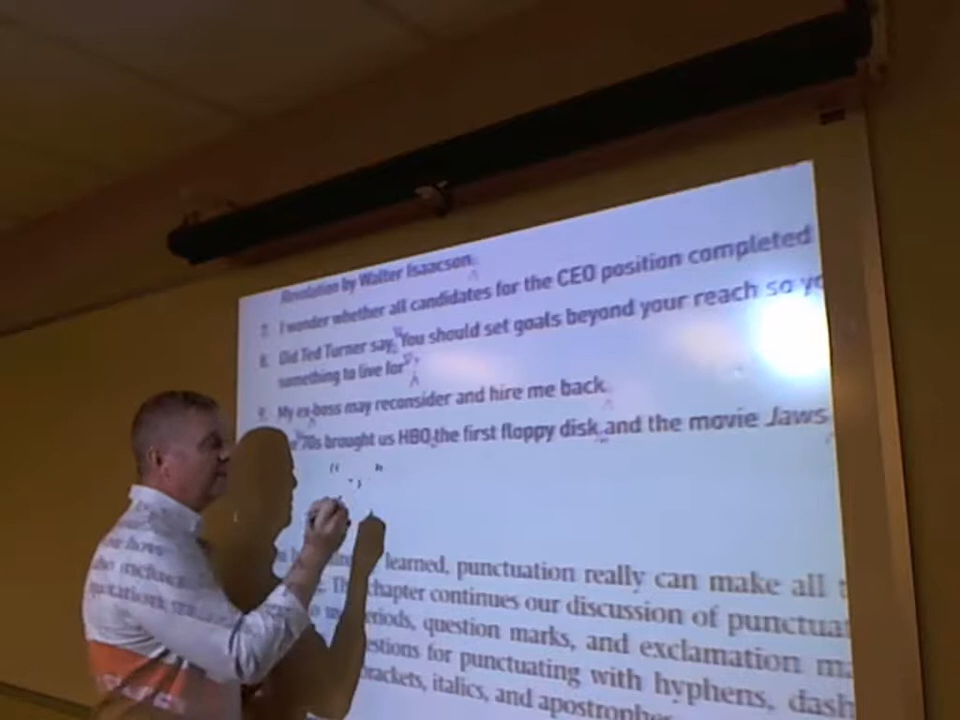 Revolution by Walter Isaacson
7. I wonder whether all candidates for the CEO position completed
8. Did Ted Turner say, "You should set goals beyond your reach so yo
something to live for"?
9. My ex-boss may reconsider and hire me back.
'70s brought us HBO, the first floppy disk, and the movie Jaws
" "
learned, punctuation really can make all t
chapter continues our discussion of punctuat
periods, question marks, and exclamation ma
estions for punctuating with hyphens, dash
brackets, italics, and apostrophe